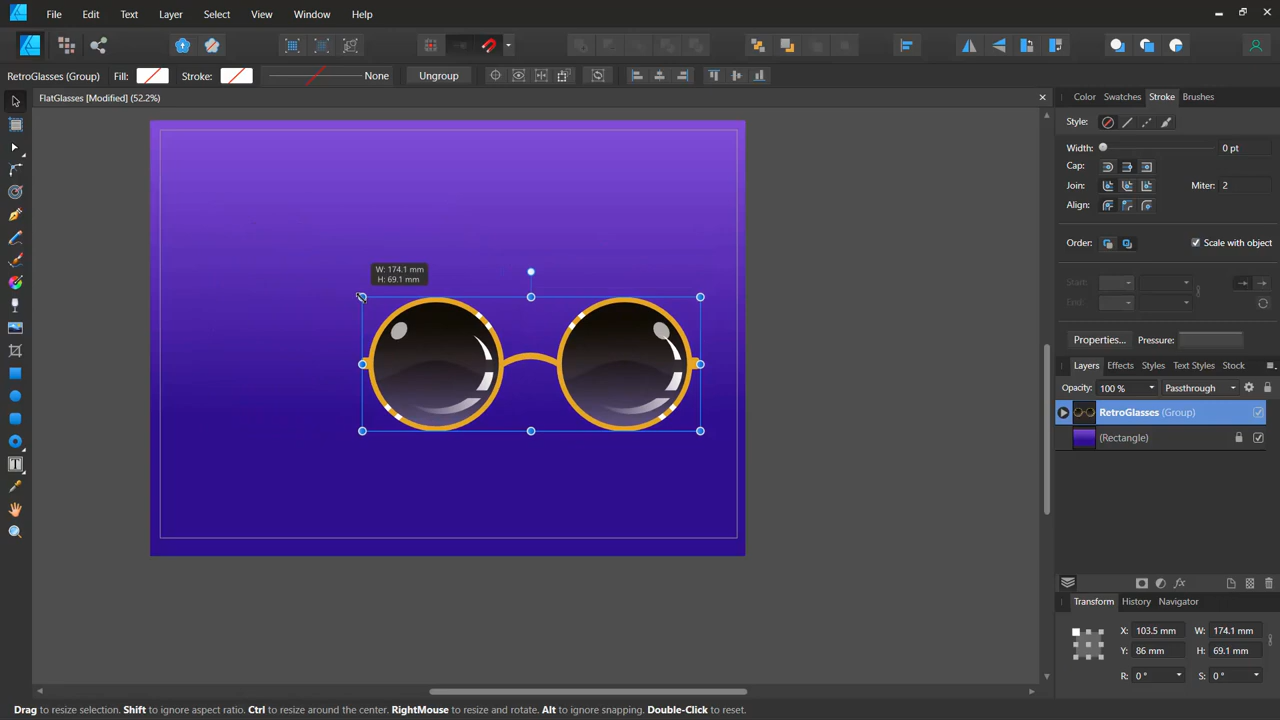 File Edit Text Layer Select View Window Help
RetroGlasses (Group) Fill: Stroke: None Ungroup
FlatGlasses [Modified] (52.2%)
Color Swatches Stroke Brushes
Style:
Width: 0 pt
Cap:
Join: Miter: 2
Align:
Order: Scale with object
Start: %
End: %
Properties... Pressure:
Layers Effects Styles Text Styles Stock
Opacity: 100 % Passthrough
RetroGlasses (Group)
(Rectangle)
W: 174.1 mm
H: 69.1 mm
fx
Transform History Navigator
X: 103.5 mm W: 174.1 mm
Y: 86 mm H: 69.1 mm
R: 0 ° S: 0 °
Drag to resize selection. Shift to ignore aspect ratio. Ctrl to resize around the center. RightMouse to resize and rotate. Alt to ignore snapping. Double-Click to reset.